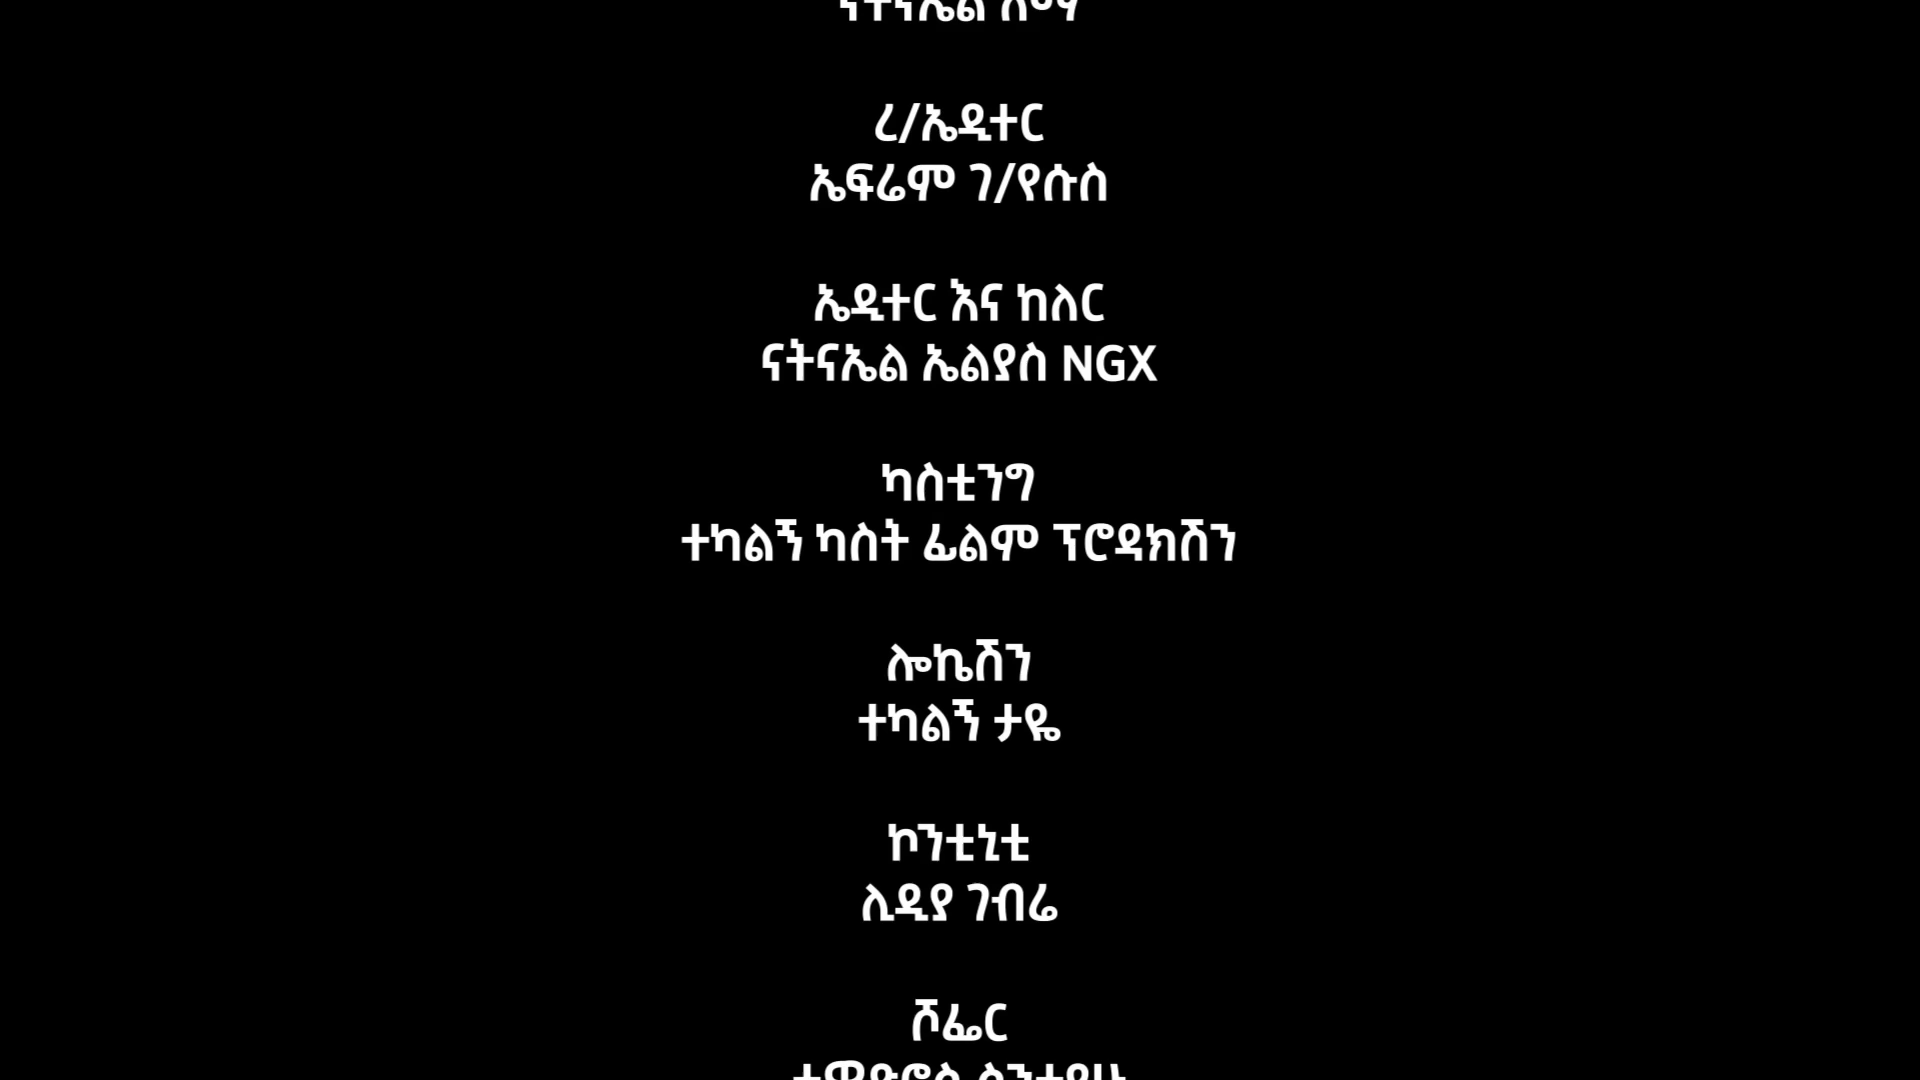 ረ/ኤዲተር
ኤፍሬም ገ/የሱስ
ኤዲተር እና ከለር
ናትናኤል ኤልያስ NGX
ካስቲንግ
ተካልኝ ካስት ፊልም ፕሮዳክሽን
ሎኬሽን
ተካልኝ ታዬ
ኮንቲኒቲ
ሊዲያ ገብሬ
ሾፌር